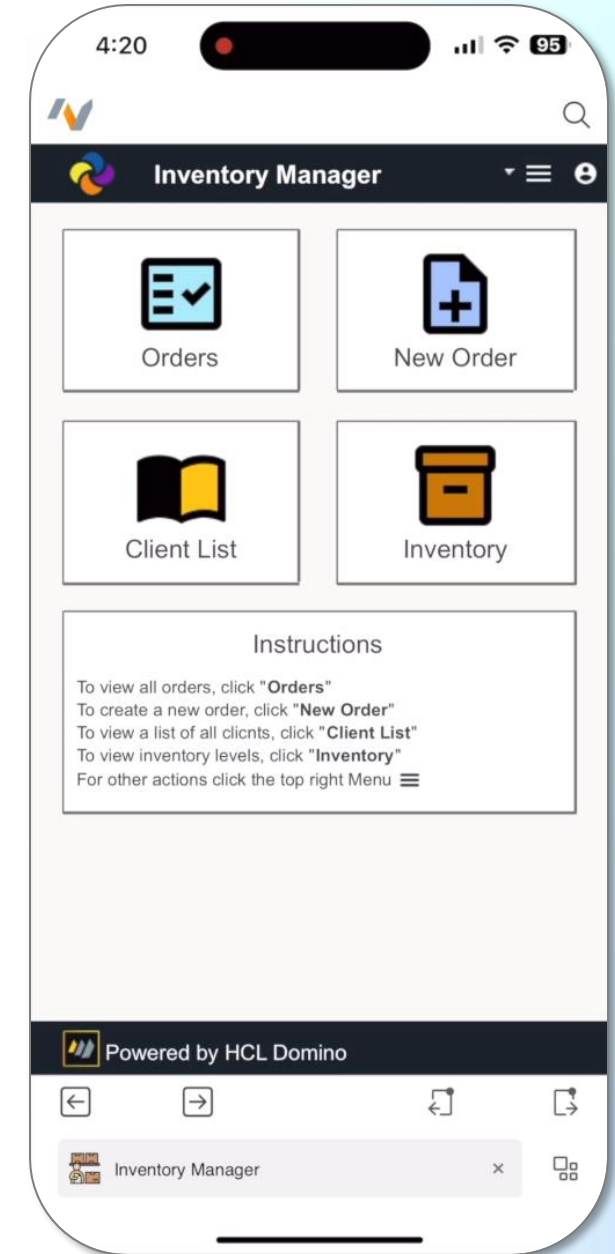 4:20
95
Inventory Manager
Orders
New Order
Client List
Inventory
Instructions
To view all orders, click "Orders"
To create a new order, click "New Order"
To view a list of all clients, click "Client List"
To view inventory levels, click "Inventory"
For other actions click the top right Menu
Powered by HCL Domino
Inventory Manager